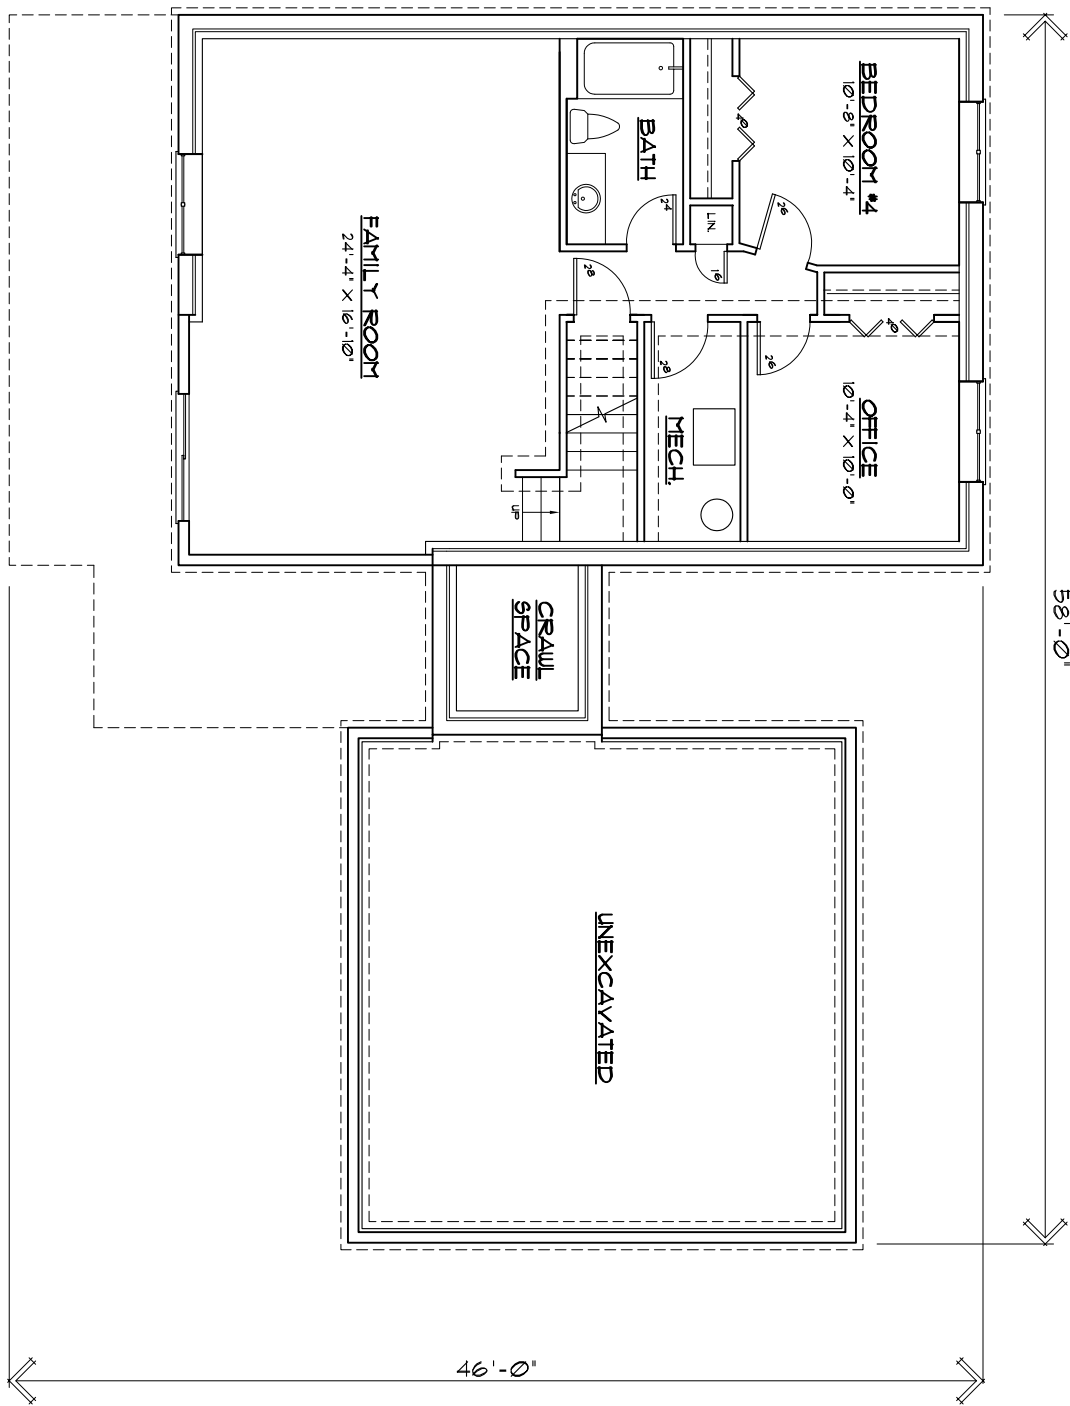 58'-0"
BEDROOM #4
10'-8" X 10'-4"
40
26
OFFICE
10'-4" X 10'-0"
40
26
LIN.
16
BATH
24
MECH.
28
28
UP
FAMILY ROOM
24'-4" X 16'-10"
CRAWL
SPACE
UNEXCAVATED
46'-0"